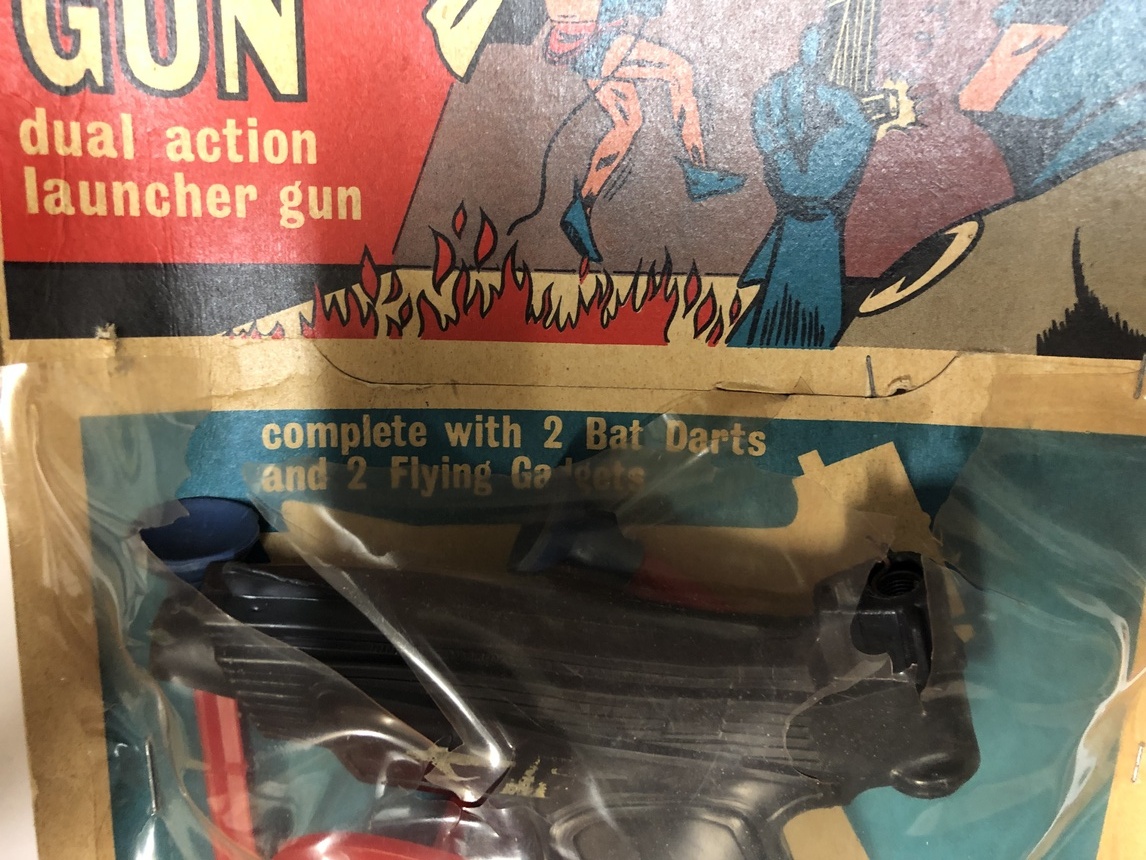 GUN
dual action
launcher gun
complete with 2 Bat Darts
and 2 Flying Gadgets